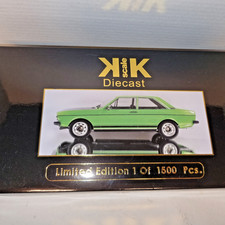 KK
scale
Diecast
Limited Edition 1 Of 1500 Pcs.